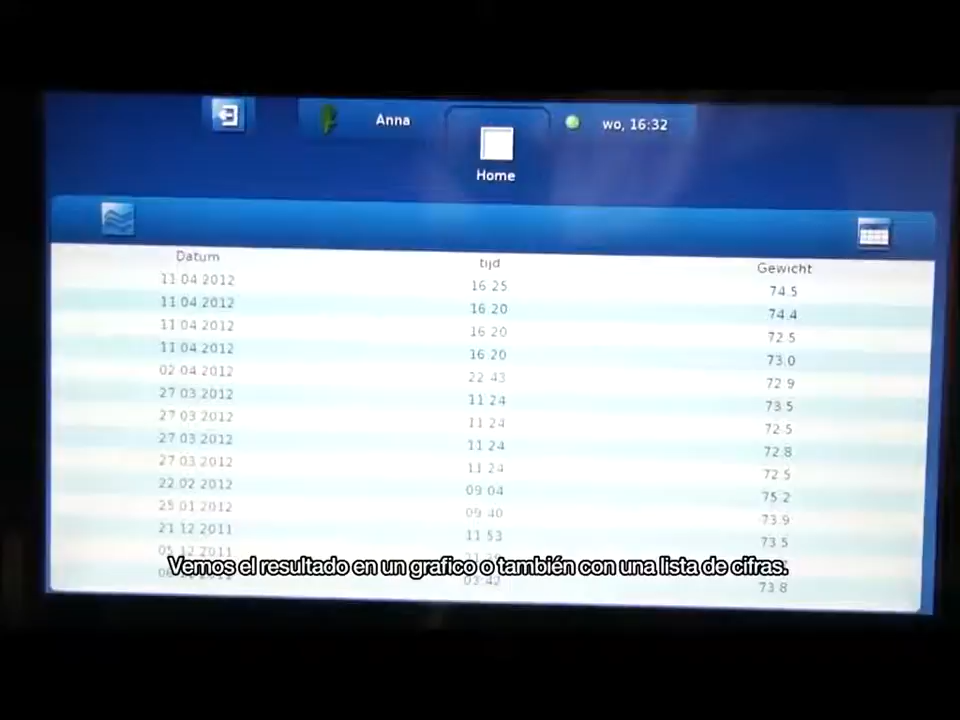 Anna
wo, 16:32
Home
Datum tijd Gewicht
11 04 2012 16 25 74.5
11 04 2012 16 20 74.4
11 04 2012 16 20 72 5
11 04 2012 16 20 73.0
02 04 2012 22 43 72 9
27 03 2012 11 24 73 5
27 03 2012 11 24 72 5
27 03 2012 11 24 72.8
27 03 2012 11 24 72 5
22 02 2012 09 04 75 2
25 01 2012 09 40 73.9
21 12 2011 11 53 73 5
05 12 2011
03 42 73 8
Vemos el resultado en un grafico o también con una lista de cifras.